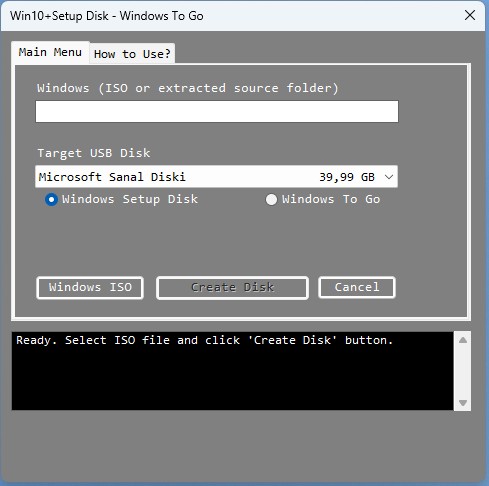 Win10+Setup Disk - Windows To Go
Main Menu How to Use?
Windows (ISO or extracted source folder)
Target USB Disk
Microsoft Sanal Diski 39,99 GB
Windows Setup Disk Windows To Go
Windows ISO Create Disk Cancel
Ready. Select ISO file and click 'Create Disk' button.